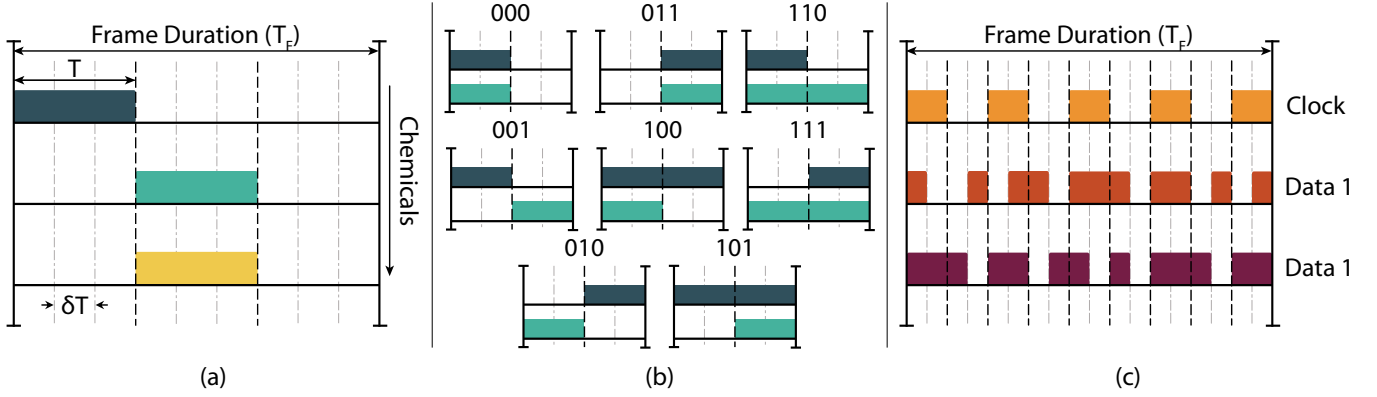 Frame Duration (T_F)
T
Chemicals
δT
(a)
000 011 110
001 100 111
010 101
(b)
Frame Duration (T_F)
Clock
Data 1
Data 1
(c)